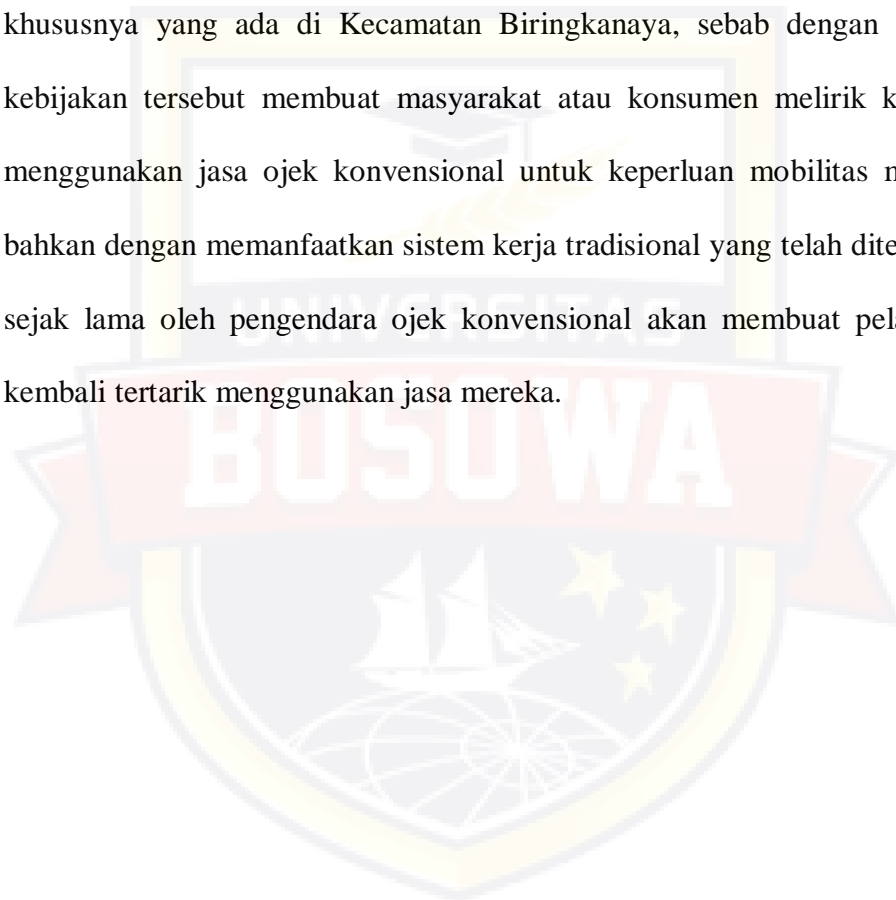 khususnya yang ada di Kecamatan Biringkanaya, sebab dengan
kebijakan tersebut membuat masyarakat atau konsumen melirik
menggunakan jasa ojek konvensional untuk keperluan mobilitas
bahkan dengan memanfaatkan sistem kerja tradisional yang telah
sejak lama oleh pengendara ojek konvensional akan membuat
kembali tertarik menggunakan jasa mereka.
UNIVERSITAS
BOSOWA